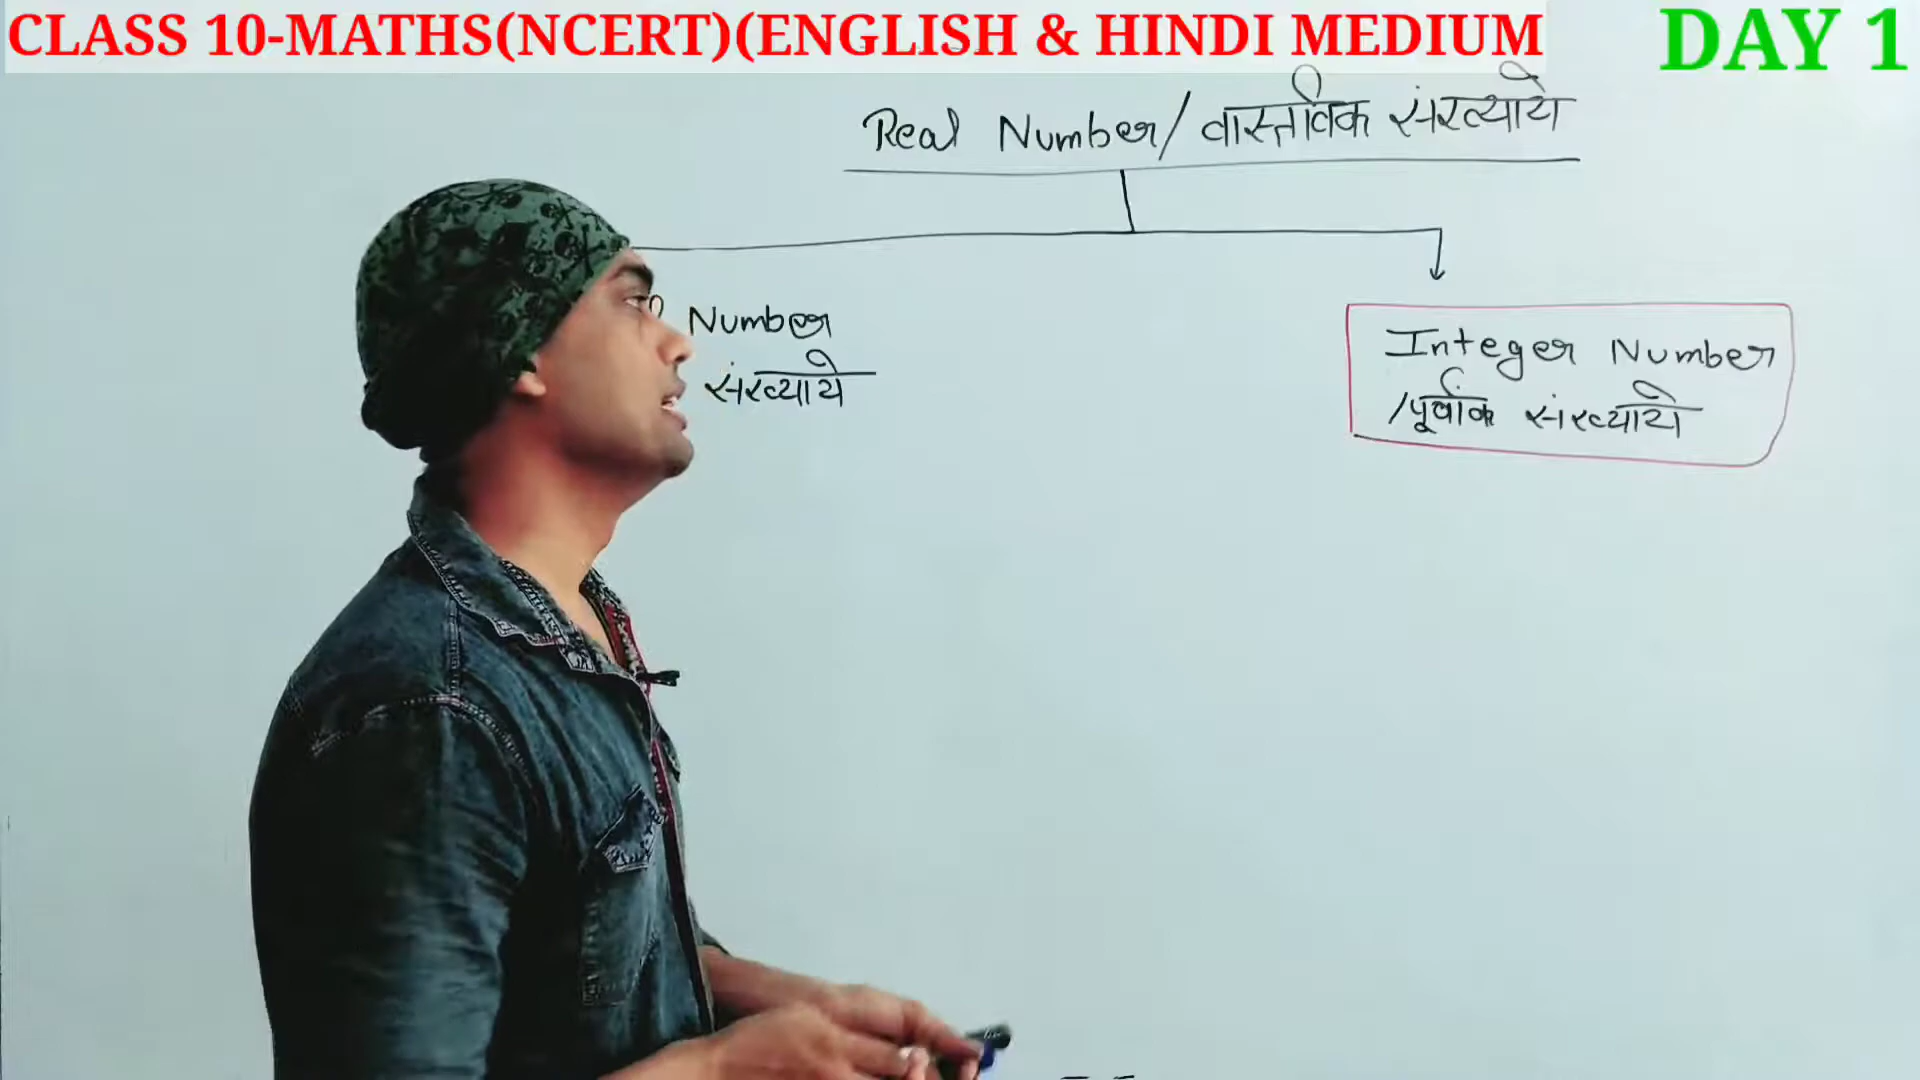 CLASS 10-MATHS(NCERT)(ENGLISH & HINDI MEDIUM
DAY 1
Real Number/ वास्तविक संख्याये
Number
संख्याये
Integer Number
/पूर्वांक संख्याये